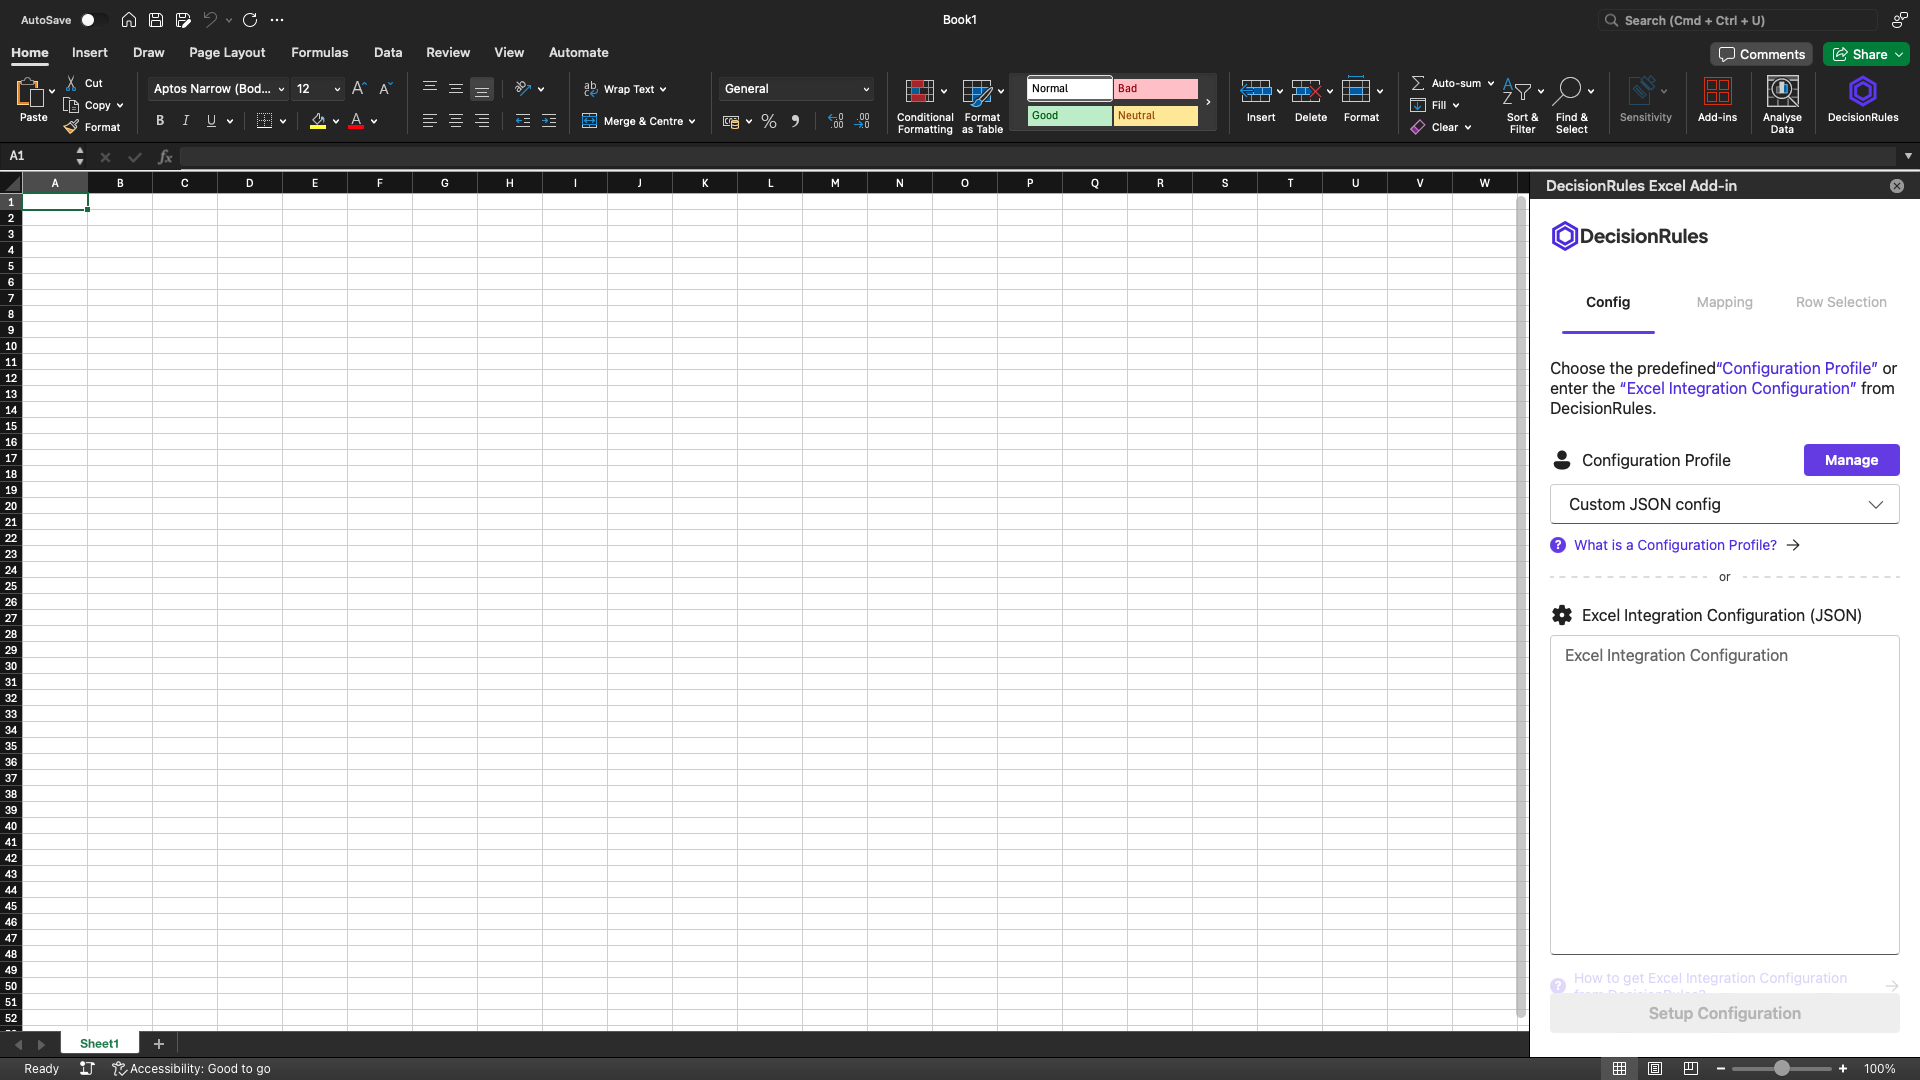 AutoSave
Book1
Search (Cmd + Ctrl + U)
Home Insert Draw Page Layout Formulas Data Review View Automate
Comments
Share
Paste
Cut
Copy
Format
Aptos Narrow (Bod... 12
B I U
Wrap Text
Merge & Centre
General
Conditional Formatting
Format as Table
Normal
Bad
Good
Neutral
Insert
Delete
Format
Auto-sum
Fill
Clear
Sort & Filter
Find & Select
Sensitivity
Add-ins
Analyse Data
DecisionRules
A1
fx
A B C D E F G H I J K L M N O P Q R S T U V W
1
2
3
4
5
6
7
8
9
10
11
12
13
14
15
16
17
18
19
20
21
22
23
24
25
26
27
28
29
30
31
32
33
34
35
36
37
38
39
40
41
42
43
44
45
46
47
48
49
50
51
52
DecisionRules Excel Add-in
DecisionRules
Config Mapping Row Selection
Choose the predefined“Configuration Profile” or
enter the “Excel Integration Configuration” from
DecisionRules.
Configuration Profile
Manage
Custom JSON config
What is a Configuration Profile?
or
Excel Integration Configuration (JSON)
Excel Integration Configuration
How to get Excel Integration Configuration
from DecisionRules?
Setup Configuration
Sheet1
Ready
Accessibility: Good to go
100%